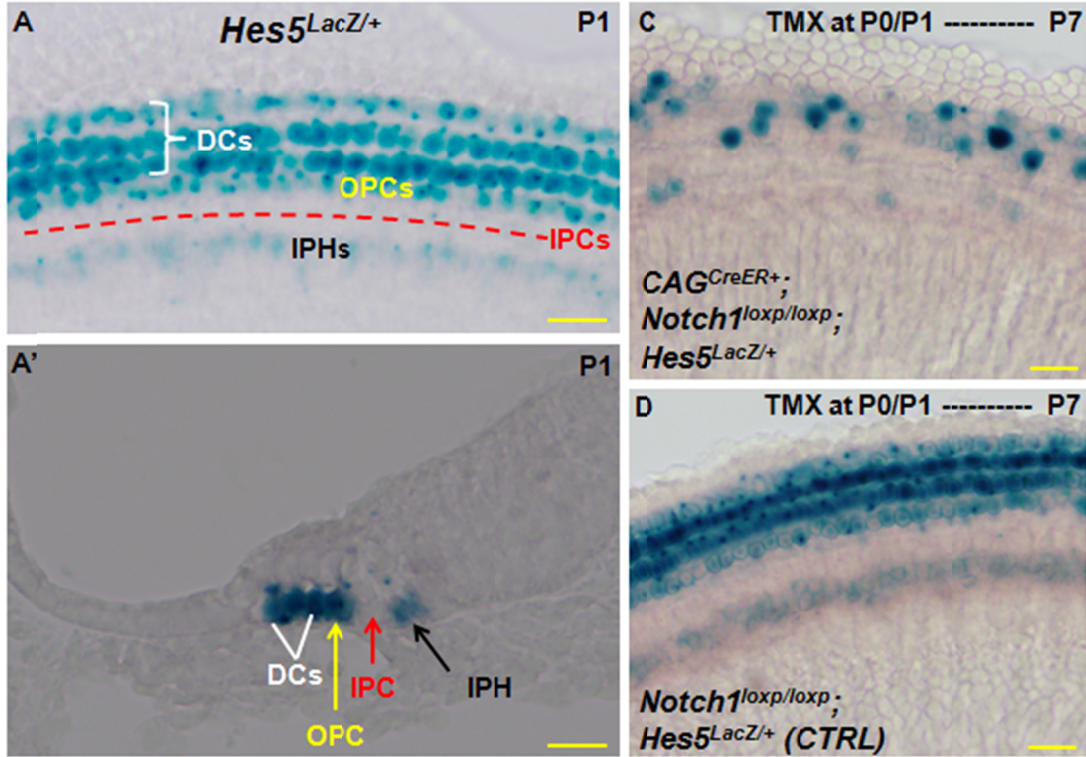 A
Hes5LacZ/+
P1
DCs
OPCs
IPCs
IPHs
A'
P1
DCs
IPC
IPH
OPC
C
TMX at P0/P1 ---------- P7
CAGCreER+;
Notch1loxp/loxp;
Hes5LacZ/+
D
TMX at P0/P1 ---------- P7
Notch1loxp/loxp;
Hes5LacZ/+ (CTRL)